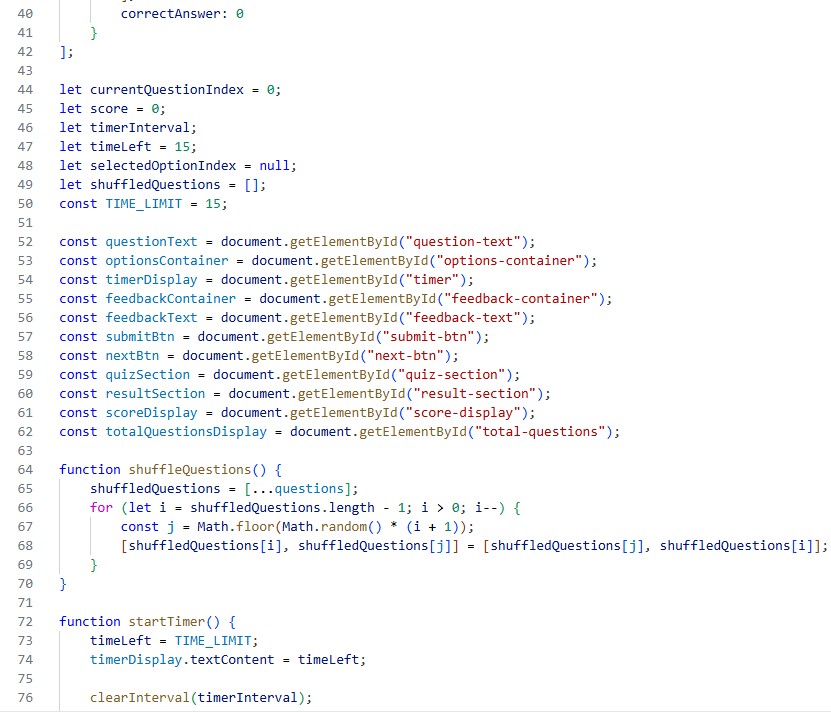 40 correctAnswer: 0
41 }
42 ];
43
44 let currentQuestionIndex = 0;
45 let score = 0;
46 let timerInterval;
47 let timeLeft = 15;
48 let selectedOptionIndex = null;
49 let shuffledQuestions = [];
50 const TIME_LIMIT = 15;
51
52 const questionText = document.getElementById("question-text");
53 const optionsContainer = document.getElementById("options-container");
54 const timerDisplay = document.getElementById("timer");
55 const feedbackContainer = document.getElementById("feedback-container");
56 const feedbackText = document.getElementById("feedback-text");
57 const submitBtn = document.getElementById("submit-btn");
58 const nextBtn = document.getElementById("next-btn");
59 const quizSection = document.getElementById("quiz-section");
60 const resultSection = document.getElementById("result-section");
61 const scoreDisplay = document.getElementById("score-display");
62 const totalQuestionsDisplay = document.getElementById("total-questions");
63
64 function shuffleQuestions() {
65 shuffledQuestions = [...questions];
66 for (let i = shuffledQuestions.length - 1; i > 0; i--) {
67 const j = Math.floor(Math.random() * (i + 1));
68 [shuffledQuestions[i], shuffledQuestions[j]] = [shuffledQuestions[j], shuffledQuestions[i]];
69 }
70 }
71
72 function startTimer() {
73 timeLeft = TIME_LIMIT;
74 timerDisplay.textContent = timeLeft;
75
76 clearInterval(timerInterval);